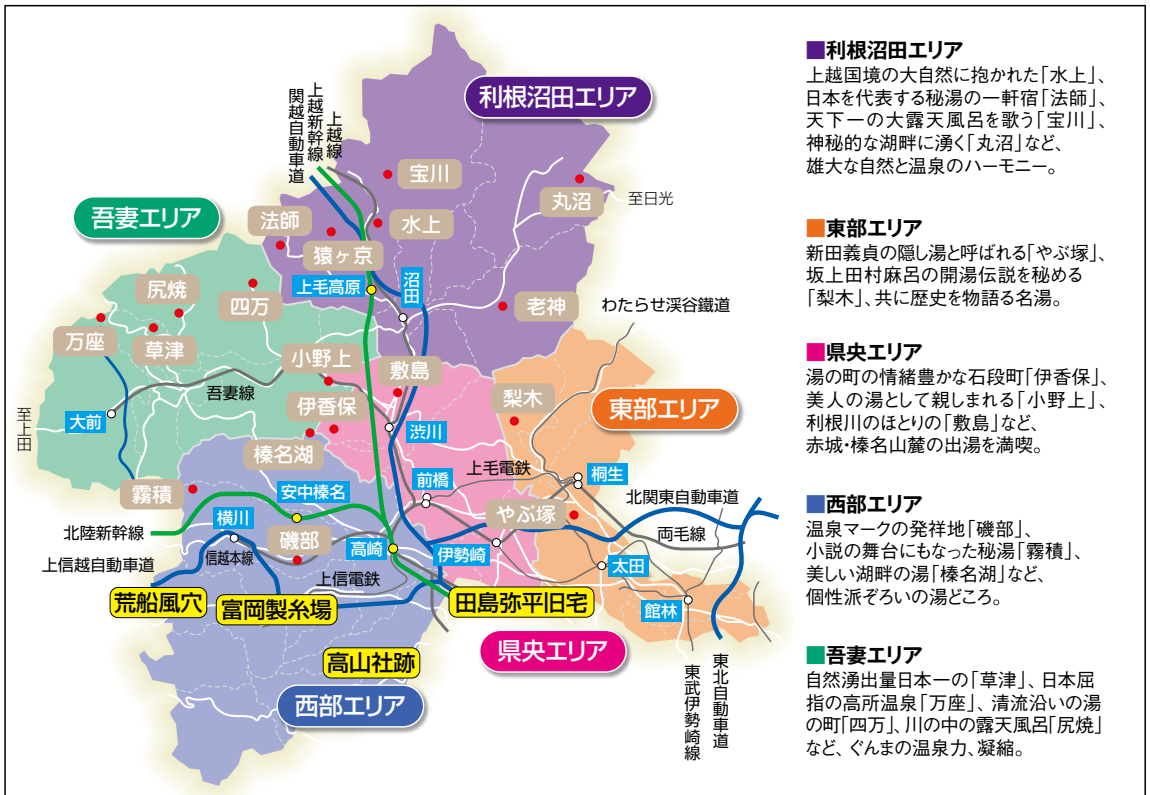 利根沼田エリア
上越線
上越新幹線
関越自動車道
宝川
丸沼
至日光
吾妻エリア
法師
水上
猿ヶ京
上毛高原
沼田
尻焼
四万
老神
わたらせ渓谷鐵道
万座
草津
小野上
敷島
吾妻線
伊香保
梨木
東部エリア
大前
至上田
渋川
榛名湖
上毛電鉄
桐生
霧積
安中榛名
前橋
やぶ塚
北関東自動車道
横川
北陸新幹線
磯部
高崎
伊勢崎
両毛線
信越本線
上信越自動車道
上信電鉄
太田
荒船風穴
富岡製糸場
田島弥平旧宅
館林
県央エリア
高山社跡
東武伊勢崎線
東北自動車道
西部エリア
■利根沼田エリア
上越国境の大自然に抱かれた「水上」、
日本を代表する秘湯の一軒宿「法師」、
天下一の大露天風呂を歌う「宝川」、
神秘的な湖畔に湧く「丸沼」など、
雄大な自然と温泉のハーモニー。
■東部エリア
新田義貞の隠し湯と呼ばれる「やぶ塚」、
坂上田村麻呂の開湯伝説を秘める
「梨木」、共に歴史を物語る名湯。
■県央エリア
湯の町の情緒豊かな石段町「伊香保」、
美人の湯として親しまれる「小野上」、
利根川のほとりの「敷島」など、
赤城・榛名山麓の出湯を満喫。
■西部エリア
温泉マークの発祥地「磯部」、
小説の舞台にもなった秘湯「霧積」、
美しい湖畔の湯「榛名湖」など、
個性派ぞろいの湯どころ。
■吾妻エリア
自然湧出量日本一の「草津」、日本屈
指の高所温泉「万座」、清流沿いの湯
の町「四万」、川の中の露天風呂「尻焼」
など、ぐんまの温泉力、凝縮。